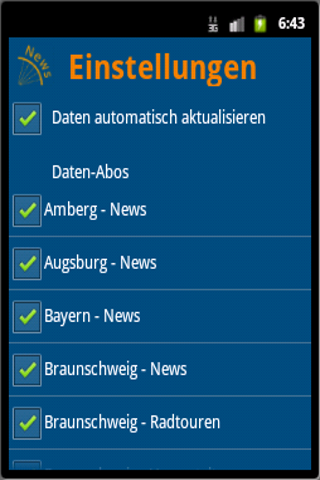 3G 6:43
News Einstellungen
Daten automatisch aktualisieren
Daten-Abos
Amberg - News
Augsburg - News
Bayern - News
Braunschweig - News
Braunschweig - Radtouren